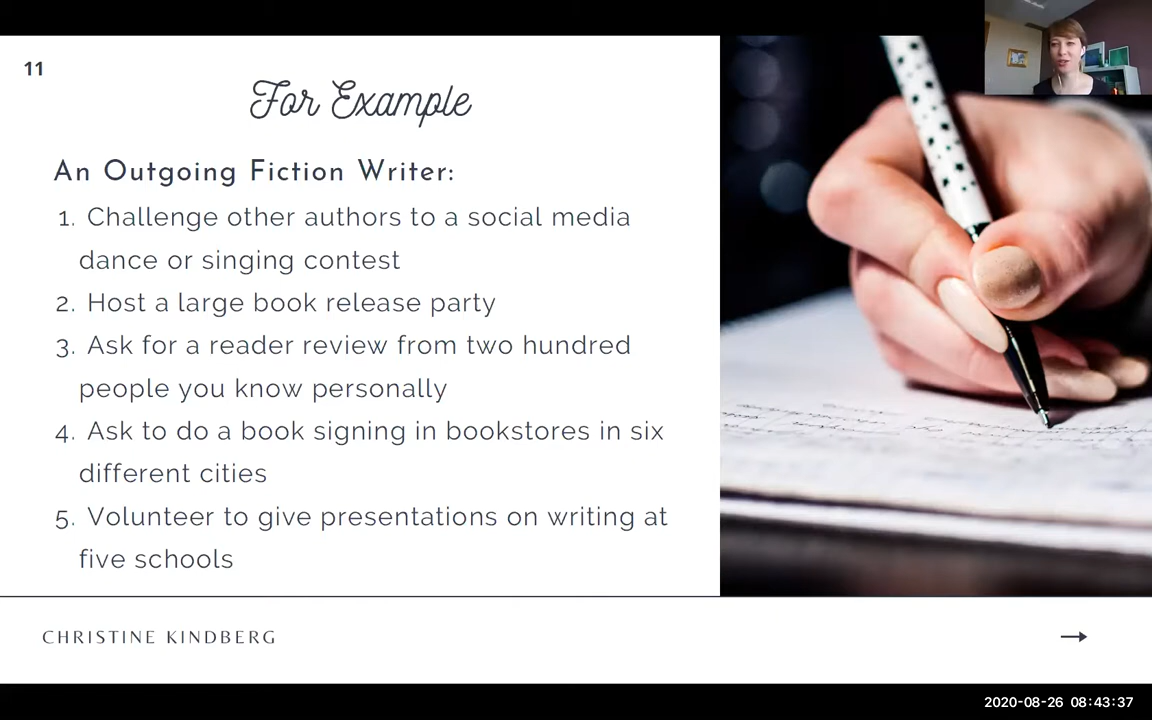 11
For Example
An Outgoing Fiction Writer:
1. Challenge other authors to a social media
dance or singing contest
2. Host a large book release party
3. Ask for a reader review from two hundred
people you know personally
4. Ask to do a book signing in bookstores in six
different cities
5. Volunteer to give presentations on writing at
five schools
CHRISTINE KINDBERG
2020-08-26 08:43:37